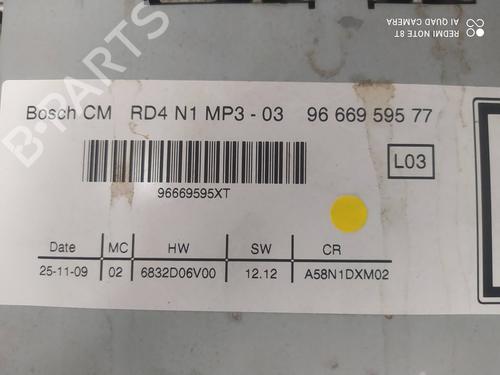 REDMI NOTE 8T
AI QUAD CAMERA
B-PARTS
Bosch CM RD4 N1 MP3 - 03 96 669 595 77
L03
96669595XT
Date MC HW SW CR
25-11-09 02 6832D06V00 12.12 A58N1DXM02